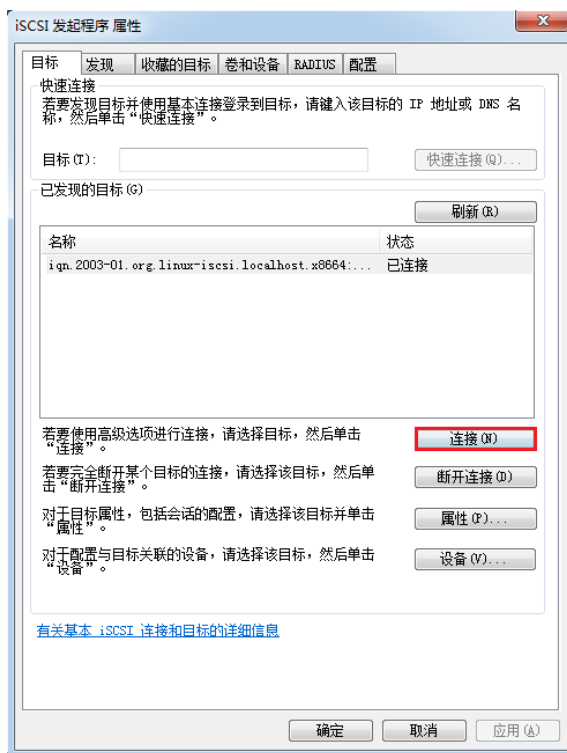 iSCSI 发起程序 属性
目标 发现 收藏的目标 卷和设备 RADIUS 配置
快速连接
若要发现目标并使用基本连接登录到目标，请键入该目标的 IP 地址或 DNS 名
称，然后单击“快速连接”。
目标(T)： 快速连接(Q)...
已发现的目标(G)
刷新(R)
名称 状态
iqn.2003-01.org.linux-iscsi.localhost.x8664:... 已连接
若要使用高级选项进行连接，请选择目标，然后单击
“连接”。
连接(N)
若要完全断开某个目标的连接，请选择该目标，然后单
击“断开连接”。
断开连接(D)
对于目标属性，包括会话的配置，请选择该目标并单击
“属性”。
属性(P)...
对于配置与目标关联的设备，请选择该目标，然后单击
“设备”。
设备(V)...
有关基本 iSCSI 连接和目标的详细信息
确定 取消 应用(A)